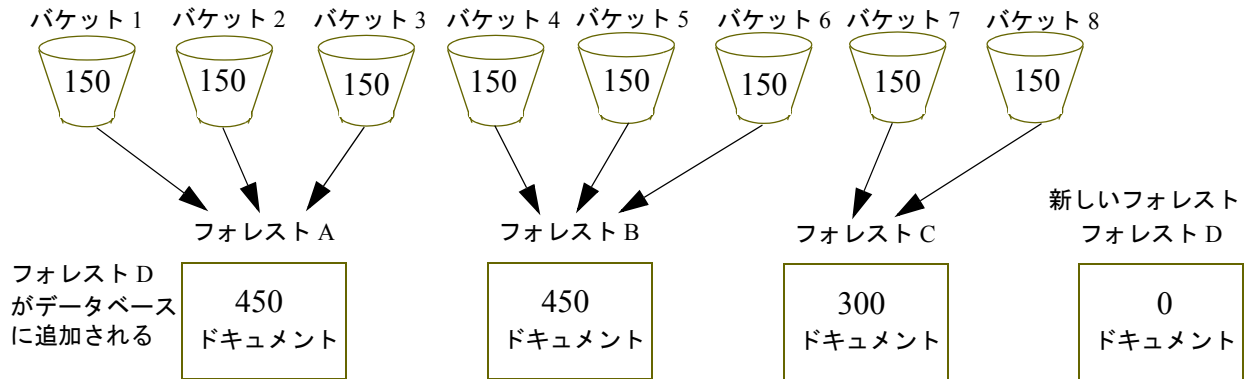 バケット 1
バケット 2
バケット 3
バケット 4
バケット 5
バケット 6
バケット 7
バケット 8
150
150
150
150
150
150
150
150
フォレスト A
フォレスト B
フォレスト C
新しいフォレスト
フォレスト D
フォレスト D
がデータベース
に追加される
450
ドキュメント
450
ドキュメント
300
ドキュメント
0
ドキュメント